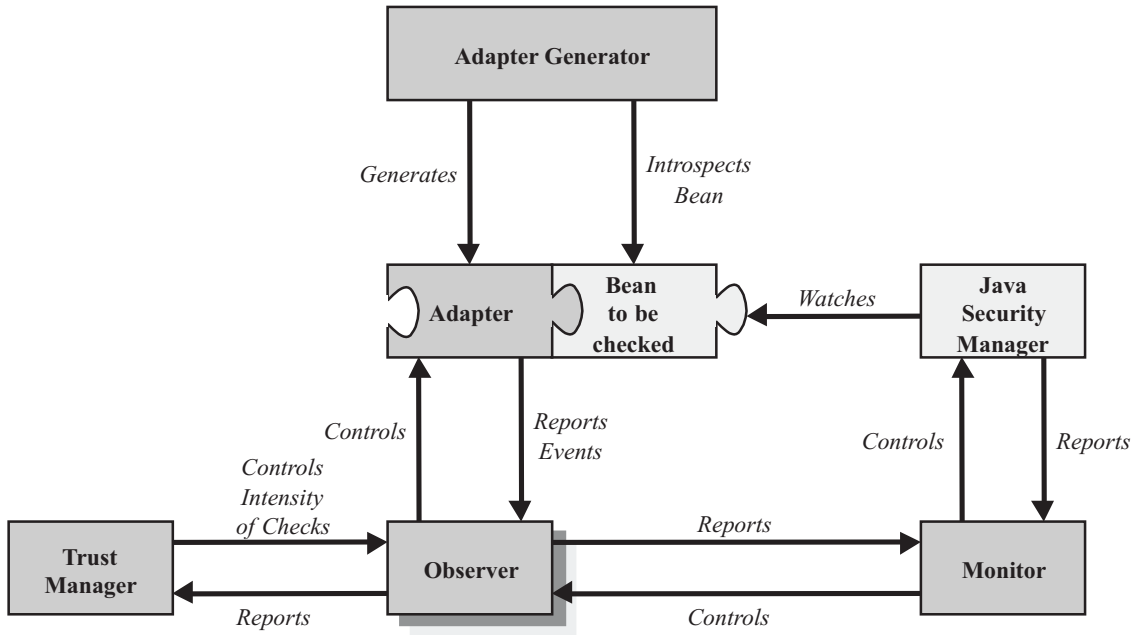 Adapter Generator
Generates
Introspects
Bean
Adapter
Bean
to be
checked
Watches
Java
Security
Manager
Controls
Reports
Events
Controls
Reports
Controls
Intensity
of Checks
Trust
Manager
Observer
Reports
Monitor
Reports
Controls